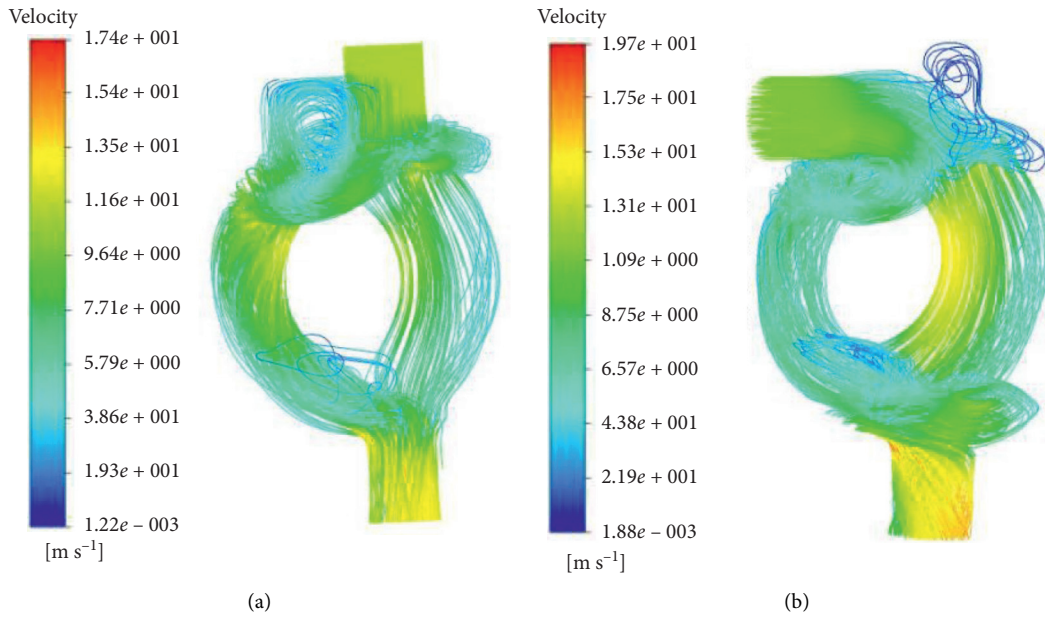 Velocity
1.74e + 001
1.54e + 001
1.35e + 001
1.16e + 001
9.64e + 000
7.71e + 000
5.79e + 000
3.86e + 001
1.93e + 001
1.22e – 003
[m s⁻¹]
(a)
Velocity
1.97e + 001
1.75e + 001
1.53e + 001
1.31e + 001
1.09e + 000
8.75e + 000
6.57e + 000
4.38e + 001
2.19e + 001
1.88e – 003
[m s⁻¹]
(b)